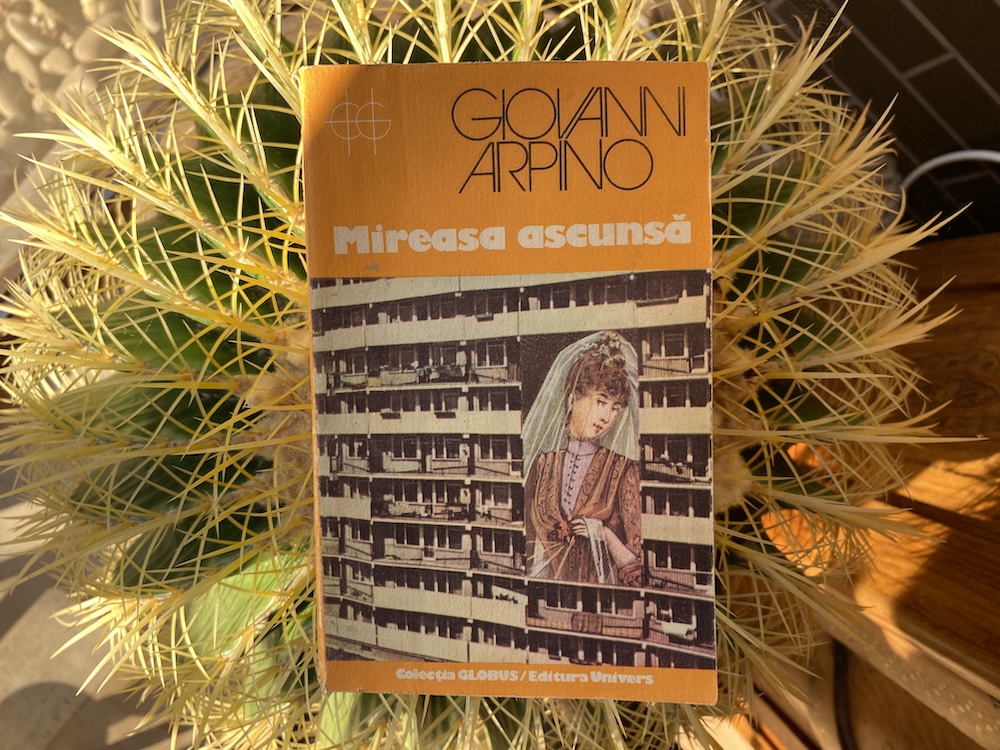 GIOVANNI
ARPINO
Mireasa ascunsă
Colecția GLOBUS/Editura Univers